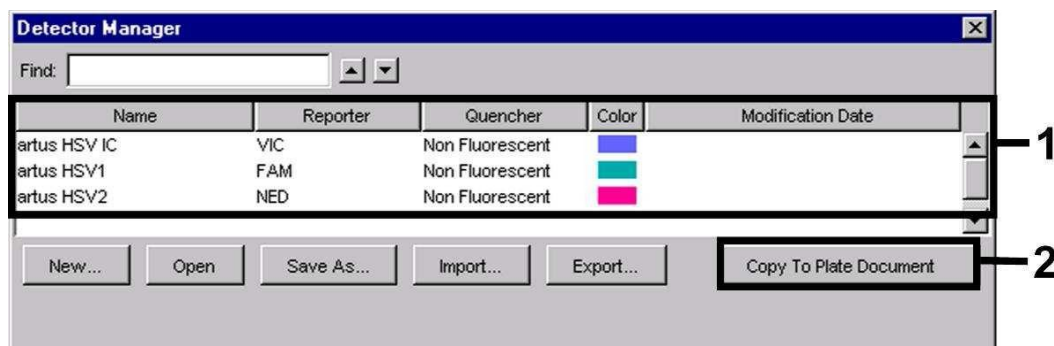 Detector Manager
Find:
Name Reporter Quencher Color Modification Date
artus HSV IC VIC Non Fluorescent
artus HSV1 FAM Non Fluorescent
artus HSV2 NED Non Fluorescent
1
New... Open Save As... Import... Export... Copy To Plate Document
2